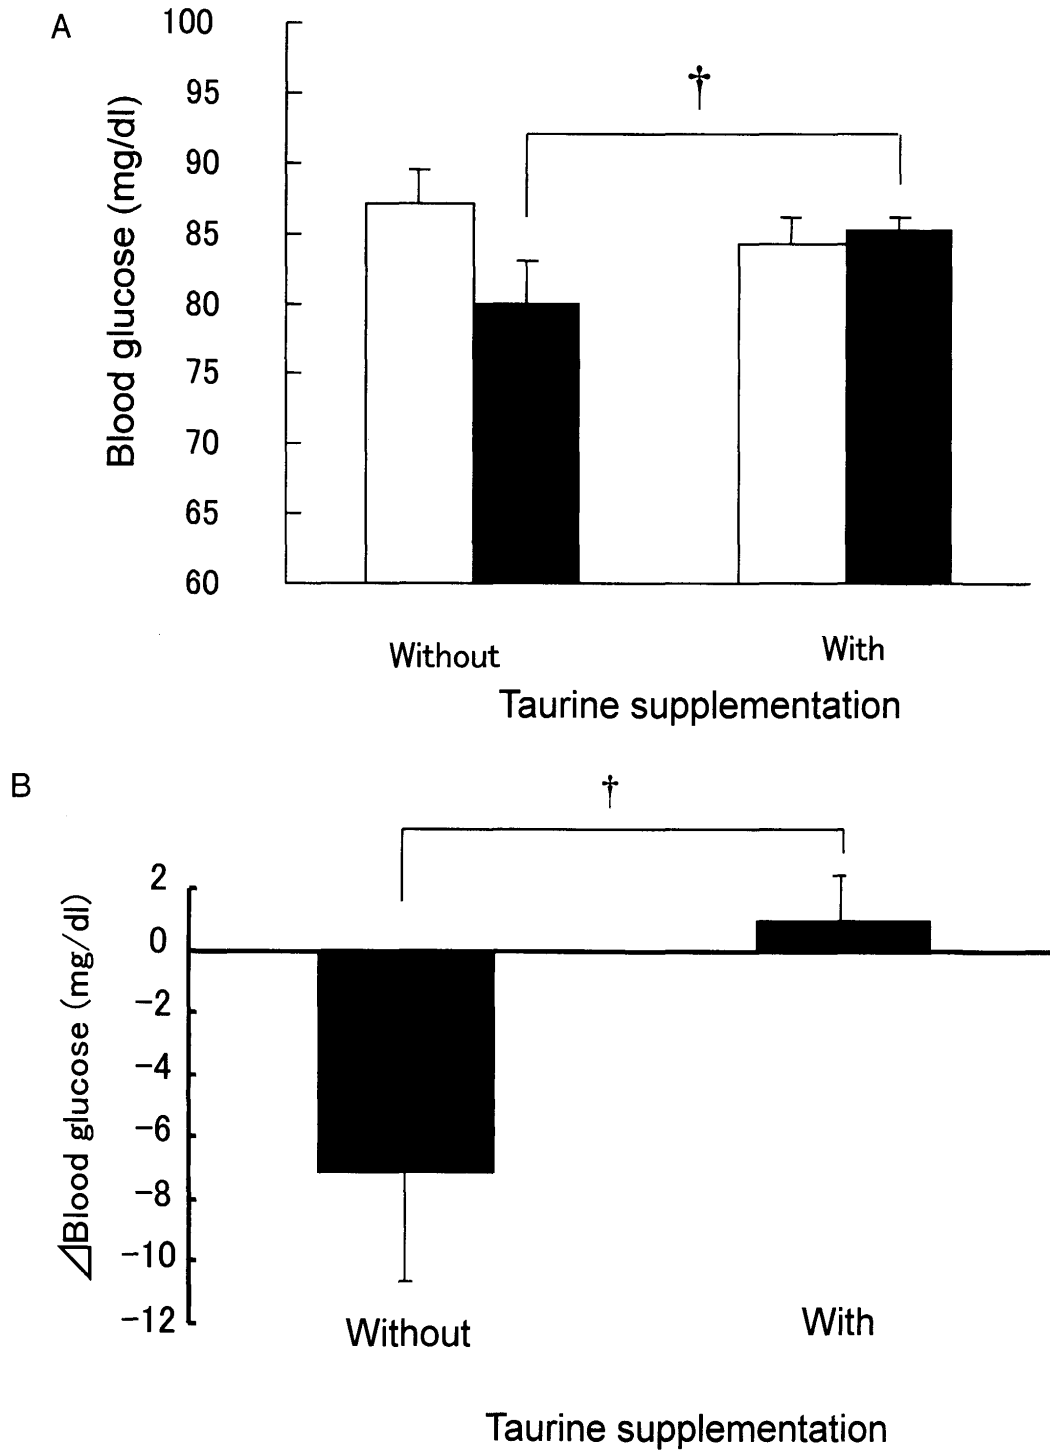 A
100
95
90
85
80
75
70
65
60
Blood glucose (mg/dl)
†
Without
With
Taurine supplementation
B
†
2
0
-2
-4
-6
-8
-10
-12
⊿Blood glucose (mg/dl)
Without
With
Taurine supplementation